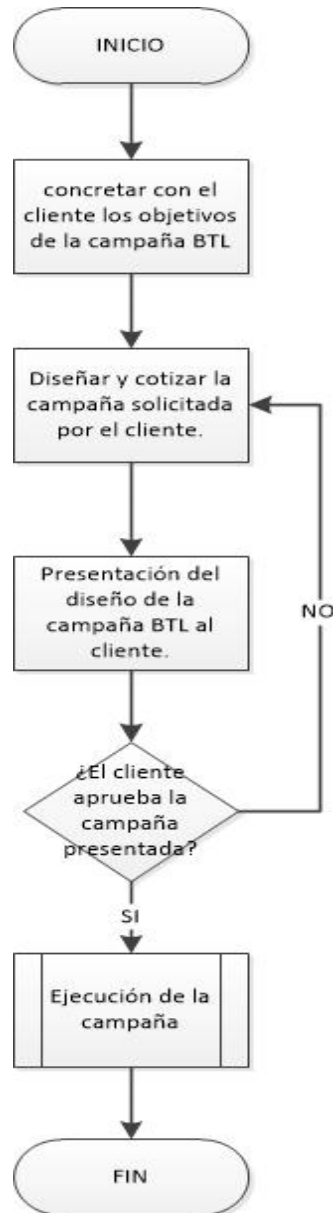 INICIO
concretar con el
cliente los objetivos
de la campaña BTL
Diseñar y cotizar la
campaña solicitada
por el cliente.
Presentación del
diseño de la
campaña BTL al
cliente.
NO
¿El cliente
aprueba la
campaña
presentada?
SI
Ejecución de la
campaña
FIN